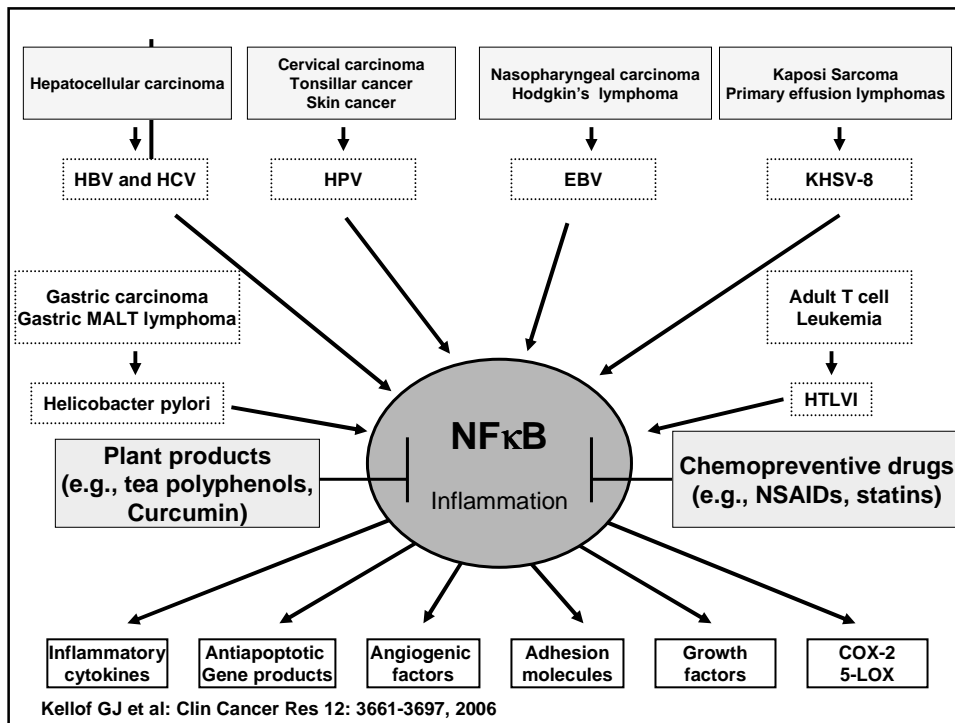 Hepatocellular carcinoma
Cervical carcinoma
Tonsillar cancer
Skin cancer
Nasopharyngeal carcinoma
Hodgkin's lymphoma
Kaposi Sarcoma
Primary effusion lymphomas
HBV and HCV
HPV
EBV
KHSV-8
Gastric carcinoma
Gastric MALT lymphoma
Adult T cell
Leukemia
Helicobacter pylori
HTLVI
NFκB
Inflammation
Plant products
(e.g., tea polyphenols,
Curcumin)
Chemopreventive drugs
(e.g., NSAIDs, statins)
Inflammatory
cytokines
Antiapoptotic
Gene products
Angiogenic
factors
Adhesion
molecules
Growth
factors
COX-2
5-LOX
Kellof GJ et al: Clin Cancer Res 12: 3661-3697, 2006